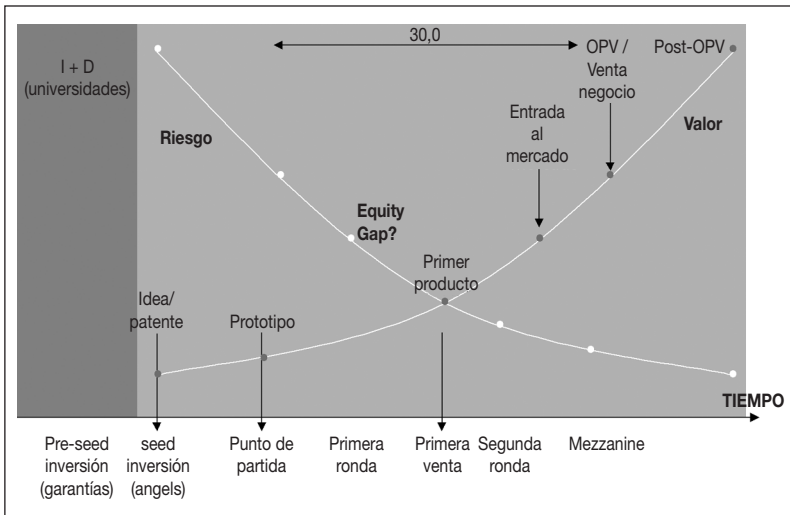 30,0
I + D
(universidades)
OPV /
Venta
negocio
Post-OPV
Riesgo
Entrada
al
mercado
Valor
Equity
Gap?
Primer
producto
Idea/
patente
Prototipo
TIEMPO
Pre-seed
inversión
(garantías)
seed
inversión
(angels)
Punto de
partida
Primera
ronda
Primera
venta
Segunda
ronda
Mezzanine